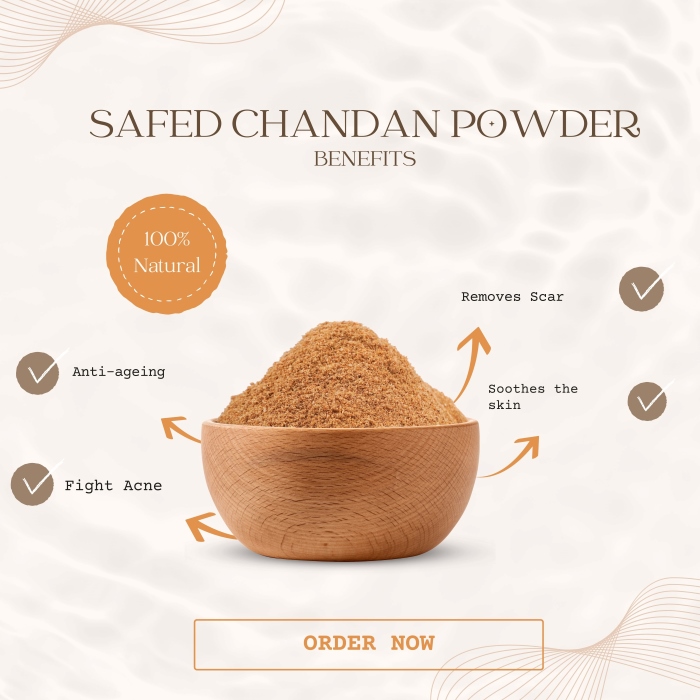 SAFED CHANDAN POWDER
BENEFITS
100%
Natural
Removes Scar
Anti-ageing
Soothes the
skin
Fight Acne
ORDER NOW